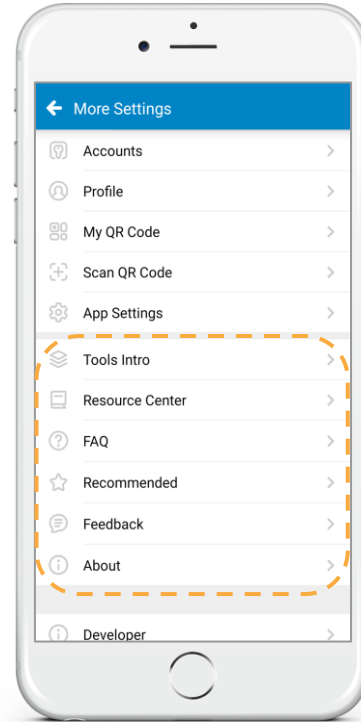 More Settings
Accounts
Profile
My QR Code
Scan QR Code
App Settings
Tools Intro
Resource Center
FAQ
Recommended
Feedback
About
Developer